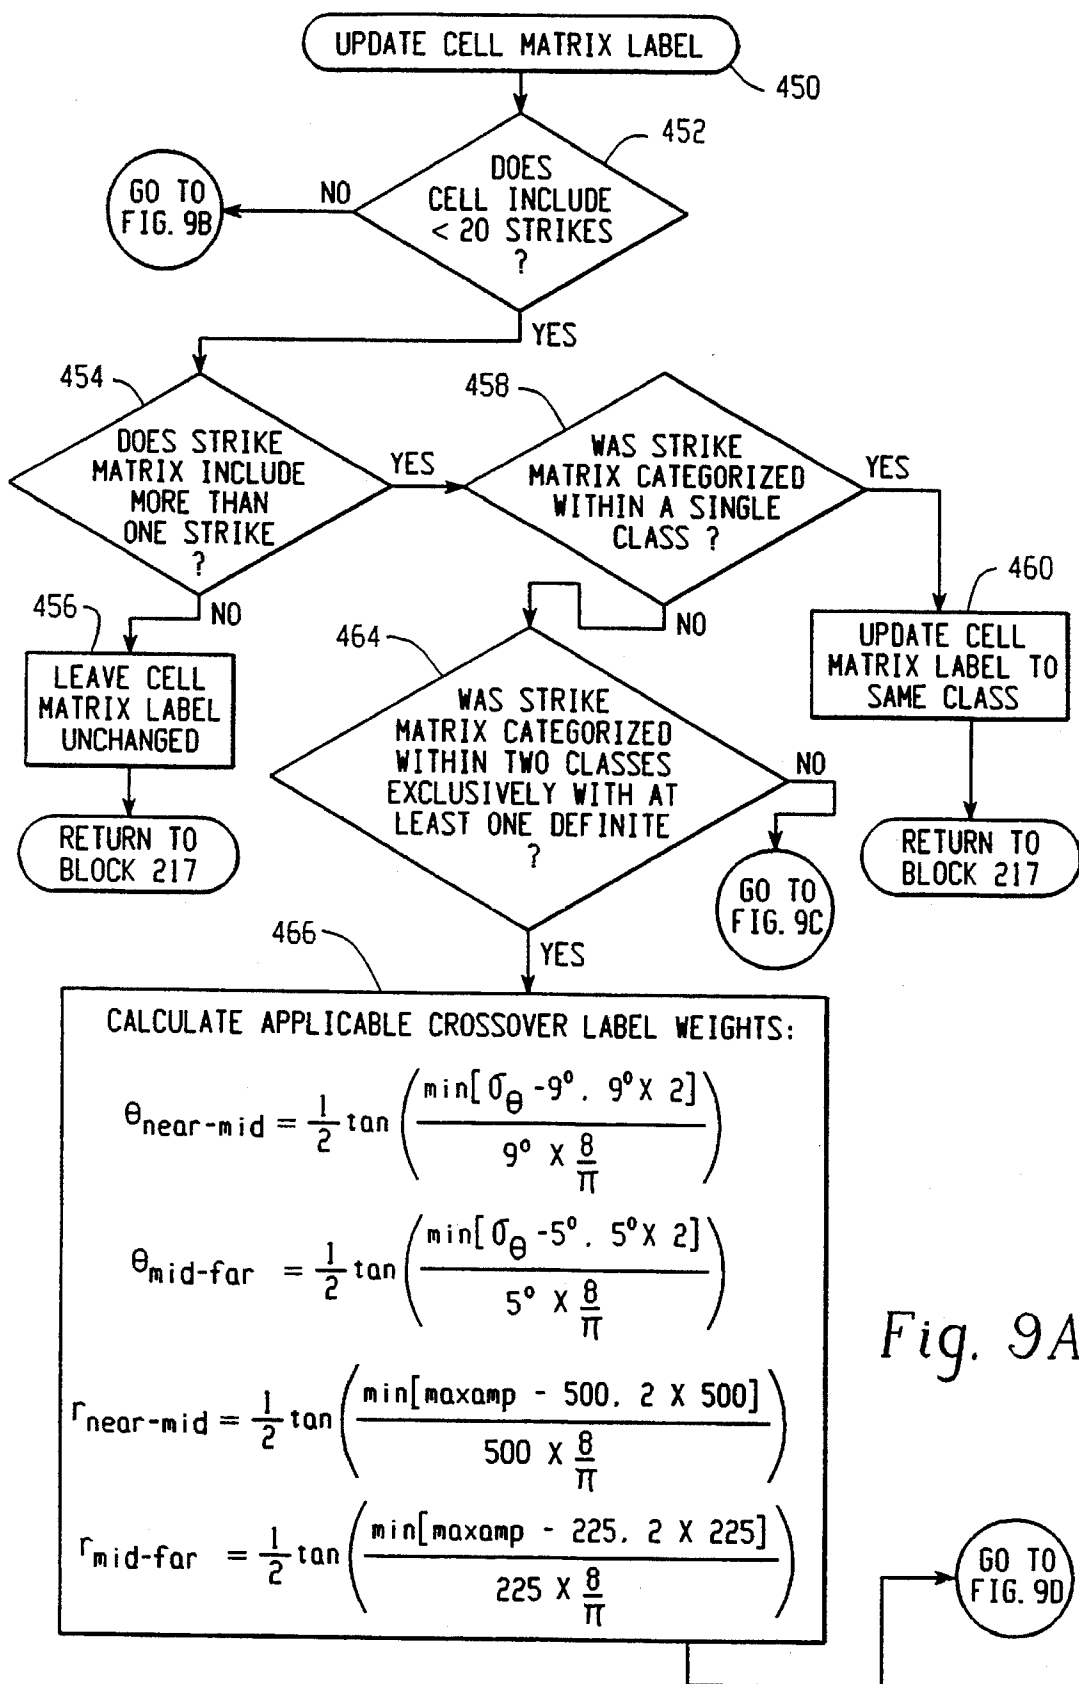 UPDATE CELL MATRIX LABEL
450
452
DOES
CELL INCLUDE
< 20 STRIKES
?
NO
GO TO
FIG. 9B
YES
454
DOES STRIKE
MATRIX INCLUDE
MORE THAN
ONE STRIKE
?
YES
458
WAS STRIKE
MATRIX CATEGORIZED
WITHIN A SINGLE
CLASS ?
YES
460
UPDATE CELL
MATRIX LABEL TO
SAME CLASS
RETURN TO
BLOCK 217
NO
456
LEAVE CELL
MATRIX LABEL
UNCHANGED
RETURN TO
BLOCK 217
NO
464
WAS STRIKE
MATRIX CATEGORIZED
WITHIN TWO CLASSES
EXCLUSIVELY WITH AT
LEAST ONE DEFINITE
?
NO
GO TO
FIG. 9C
YES
466
CALCULATE APPLICABLE CROSSOVER LABEL WEIGHTS:
θnear-mid = 1/2 tan (min[σθ -9°. 9° X 2] / 9° X 8/π)
θmid-far = 1/2 tan (min[σθ -5°. 5° X 2] / 5° X 8/π)
rnear-mid = 1/2 tan (min[maxamp - 500. 2 X 500] / 500 X 8/π)
rmid-far = 1/2 tan (min[maxamp - 225. 2 X 225] / 225 X 8/π)
Fig. 9A
GO TO
FIG. 9D